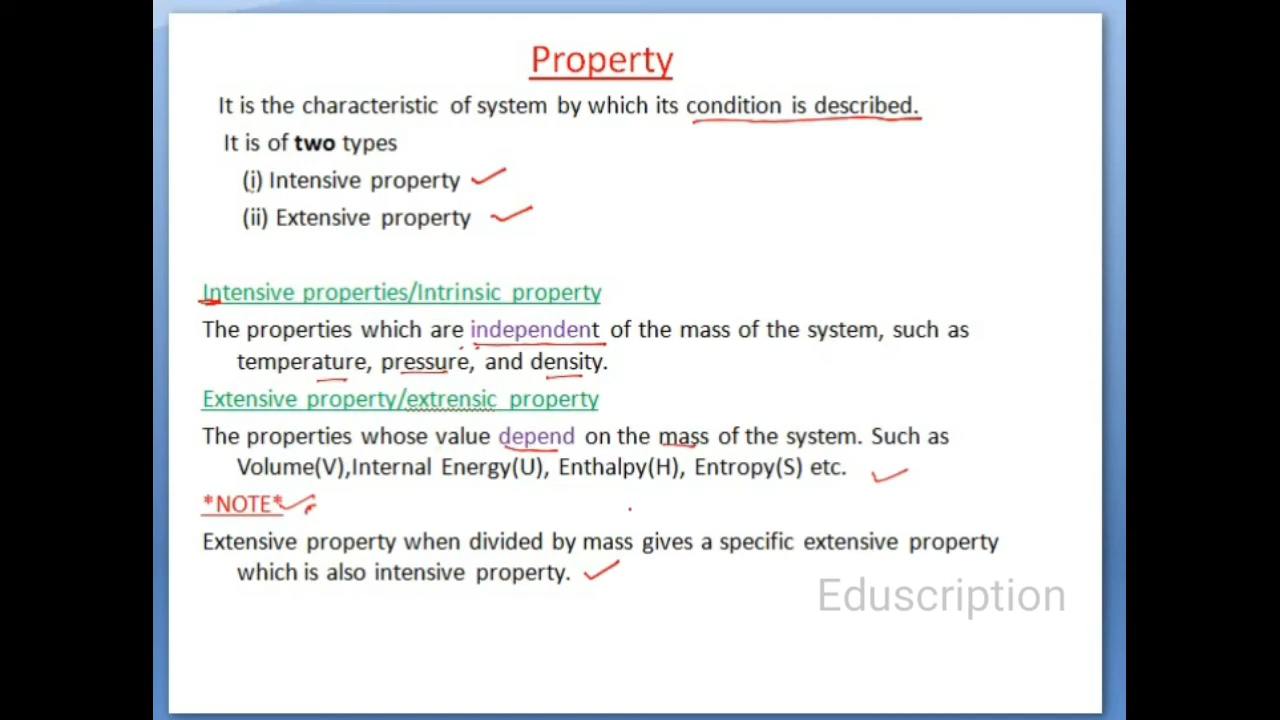 Property
It is the characteristic of system by which its condition is described.
It is of two types
(i) Intensive property
(ii) Extensive property
Intensive properties/Intrinsic property
The properties which are independent of the mass of the system, such as
temperature, pressure, and density.
Extensive property/extrensic property
The properties whose value depend on the mass of the system. Such as
Volume(V),Internal Energy(U), Enthalpy(H), Entropy(S) etc.
*NOTE*
Extensive property when divided by mass gives a specific extensive property
which is also intensive property.
Eduscription